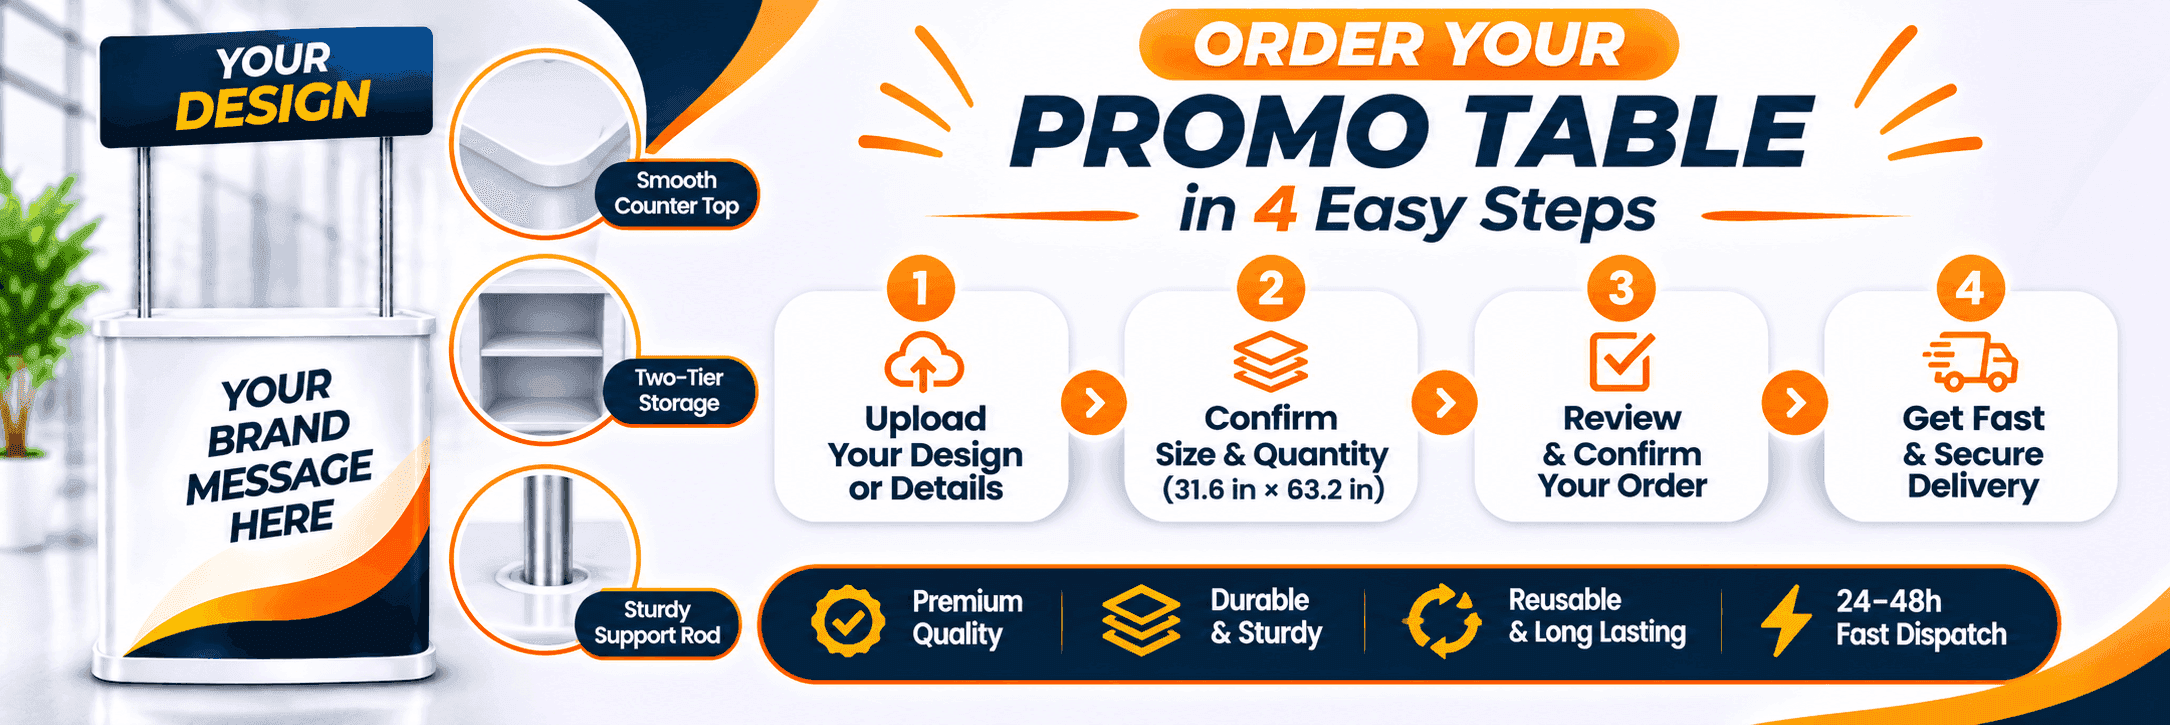 YOUR
DESIGN
YOUR
BRAND
MESSAGE
HERE
Smooth
Counter Top
Two-Tier
Storage
Sturdy
Support Rod
ORDER YOUR
PROMO TABLE
in 4 Easy Steps
1
Upload
Your Design
or Details
2
Confirm
Size & Quantity
(31.6 in × 63.2 in)
3
Review
& Confirm
Your Order
4
Get Fast
& Secure
Delivery
Premium
Quality
Durable
& Sturdy
Reusable
& Long Lasting
24–48h
Fast Dispatch